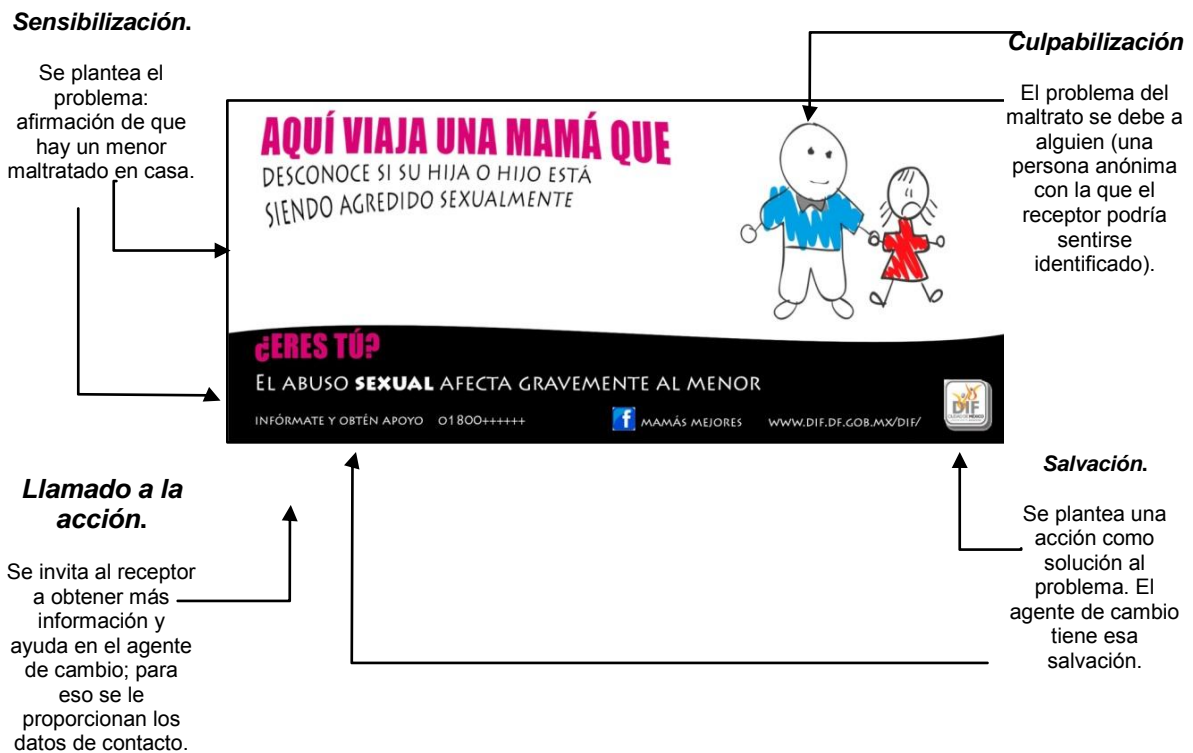 Sensibilización.
Se plantea el
problema:
afirmación de que
hay un menor
maltratado en casa.
AQUÍ VIAJA UNA MAMÁ QUE
DESCONOCE SI SU HIJA O HIJO ESTÁ
SIENDO AGREDIDO SEXUALMENTE
Culpabilización
El problema del
maltrato se debe a
alguien (una
persona anónima
con la que el
receptor podría
sentirse
identificado).
¿ERES TÚ?
EL ABUSO SEXUAL AFECTA GRAVEMENTE AL MENOR
INFÓRMATE Y OBTÉN APOYO 01800++++++ f MAMÁS MEJORES WWW.DIF.DF.GOB.MX/DIF/
DIF
CIUDAD DE MÉXICO
Llamado a la
acción.
Se invita al receptor
a obtener más
información y
ayuda en el agente
de cambio; para
eso se le
proporcionan los
datos de contacto.
Salvación.
Se plantea una
acción como
solución al
problema. El
agente de cambio
tiene esa
salvación.